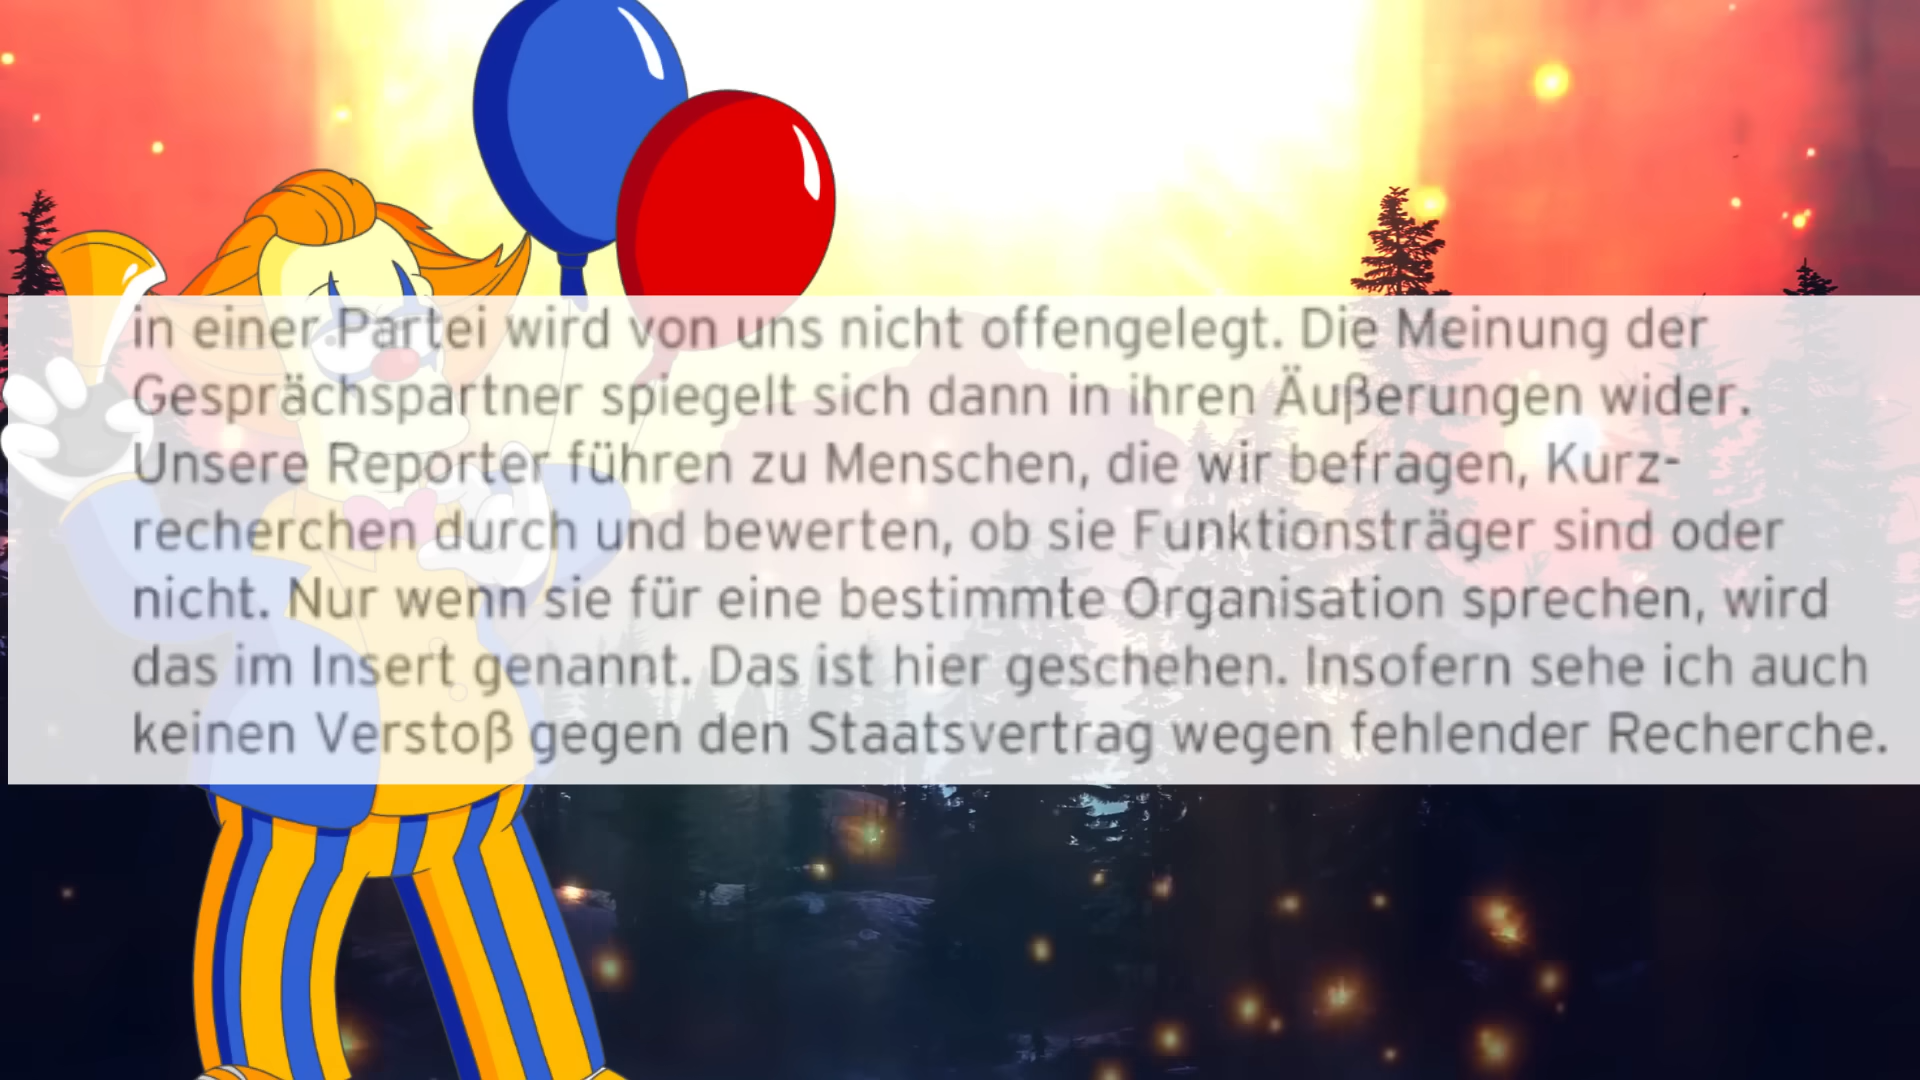 in einer Partei wird von uns nicht offengelegt. Die Meinung der
Gesprächspartner spiegelt sich dann in ihren Äußerungen wider.
Unsere Reporter führen zu Menschen, die wir befragen, Kurz-
recherchen durch und bewerten, ob sie Funktionsträger sind oder
nicht. Nur wenn sie für eine bestimmte Organisation sprechen, wird
das im Insert genannt. Das ist hier geschehen. Insofern sehe ich auch
keinen Verstoß gegen den Staatsvertrag wegen fehlender Recherche.